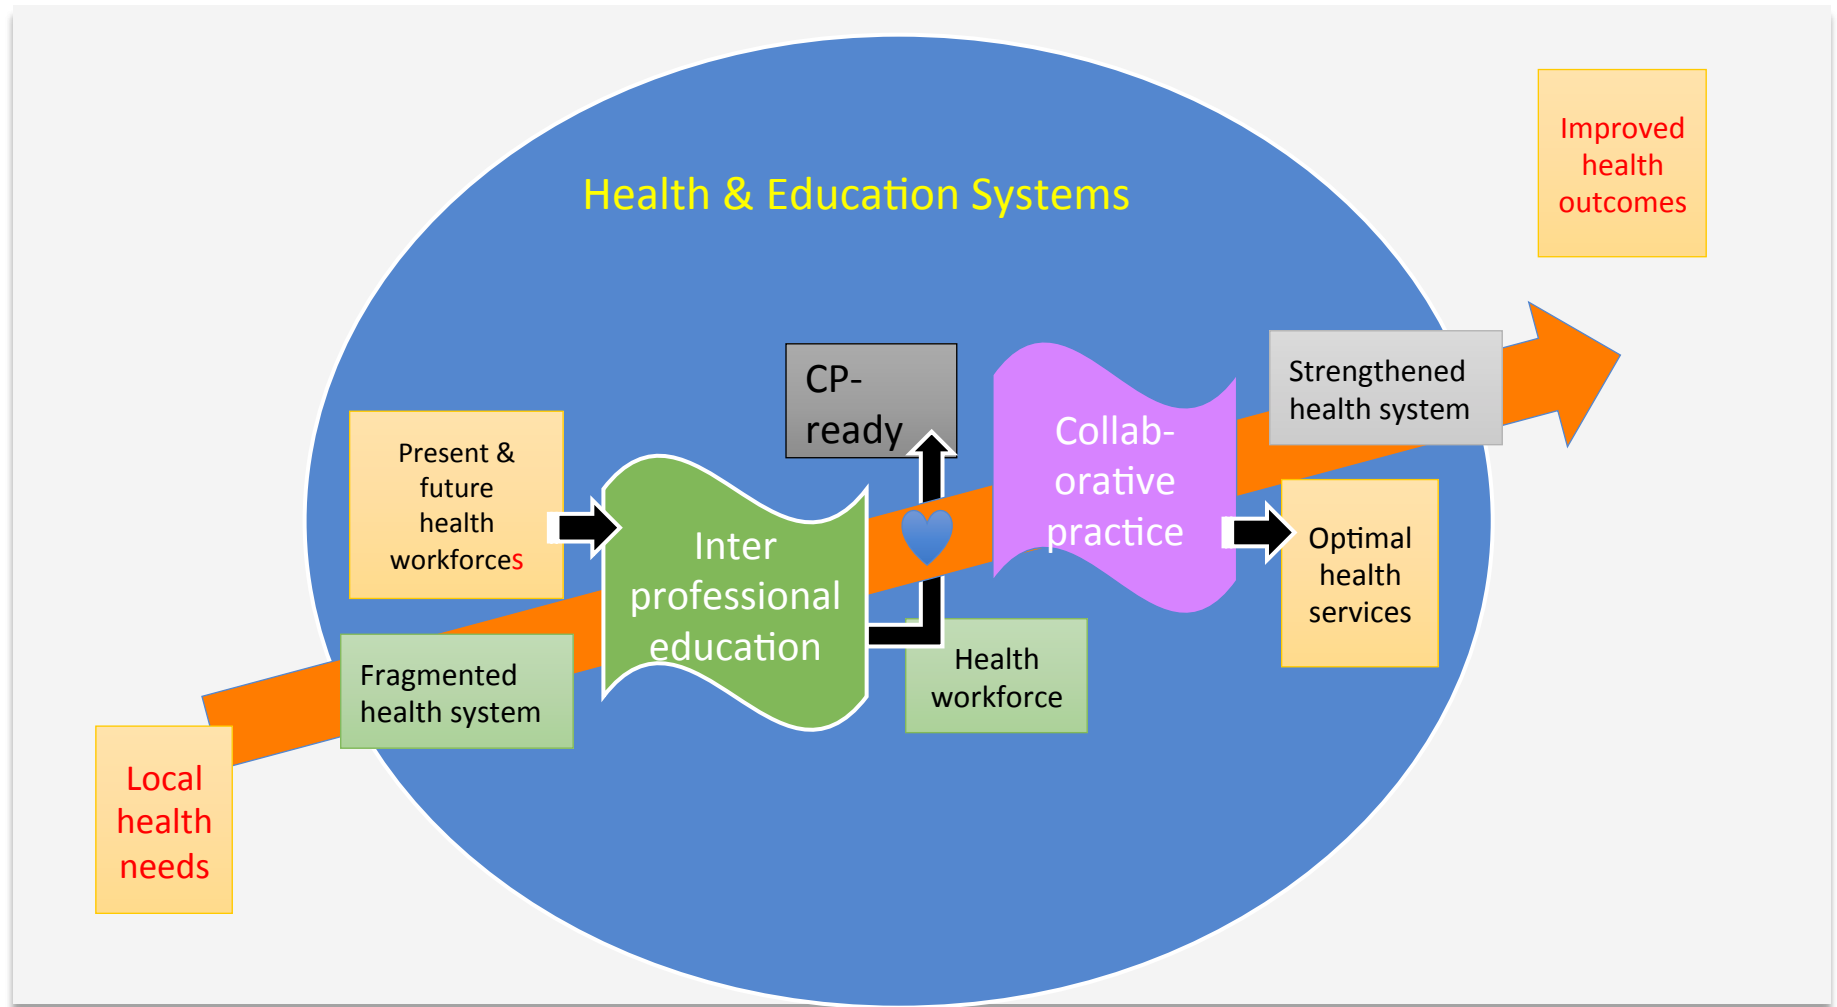 Health & Education Systems
Improved
health
outcomes
CP-
ready
Strengthened
health system
Present &
future
health
workforces
Collab-
orative
practice
Inter
professional
education
Optimal
health
services
Fragmented
health system
Health
workforce
Local
health
needs